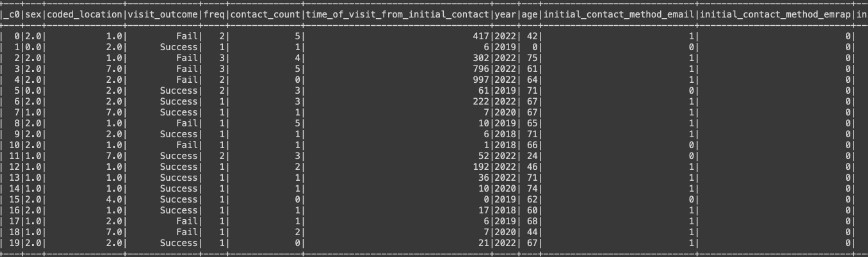 |_c0|sex|coded_location|visit_outcome|freq|contact_count|time_of_visit_from_initial_contact|year|age|initial_contact_method_email|initial_contact_method_emrap|in
| 0|2.0| 1.0| Fail| 2| 5| 417|2022| 42| 1| 0|
| 1|0.0| 2.0| Success| 1| 1| 6|2019| 0| 0| 0|
| 2|2.0| 1.0| Fail| 3| 4| 302|2022| 75| 1| 0|
| 3|2.0| 7.0| Fail| 3| 5| 796|2022| 61| 1| 0|
| 4|2.0| 2.0| Fail| 2| 0| 997|2022| 64| 1| 0|
| 5|0.0| 2.0| Success| 2| 3| 61|2019| 71| 0| 0|
| 6|2.0| 2.0| Success| 1| 3| 222|2022| 67| 1| 0|
| 7|1.0| 7.0| Success| 1| 1| 7|2020| 67| 1| 0|
| 8|2.0| 1.0| Fail| 1| 5| 10|2019| 65| 1| 0|
| 9|2.0| 2.0| Success| 1| 1| 6|2018| 71| 1| 0|
| 10|2.0| 1.0| Fail| 1| 1| 1|2018| 66| 0| 0|
| 11|1.0| 7.0| Success| 2| 3| 52|2022| 24| 0| 0|
| 12|1.0| 1.0| Success| 1| 2| 192|2022| 46| 1| 0|
| 13|1.0| 1.0| Success| 1| 1| 36|2022| 71| 1| 0|
| 14|1.0| 1.0| Success| 1| 1| 10|2020| 74| 1| 0|
| 15|2.0| 4.0| Success| 1| 0| 0|2019| 62| 0| 0|
| 16|1.0| 2.0| Success| 1| 1| 17|2018| 60| 1| 0|
| 17|1.0| 2.0| Fail| 1| 1| 6|2019| 68| 1| 0|
| 18|1.0| 7.0| Fail| 1| 2| 7|2020| 44| 1| 0|
| 19|1.0| 2.0| Success| 1| 0| 21|2022| 67| 1| 0|